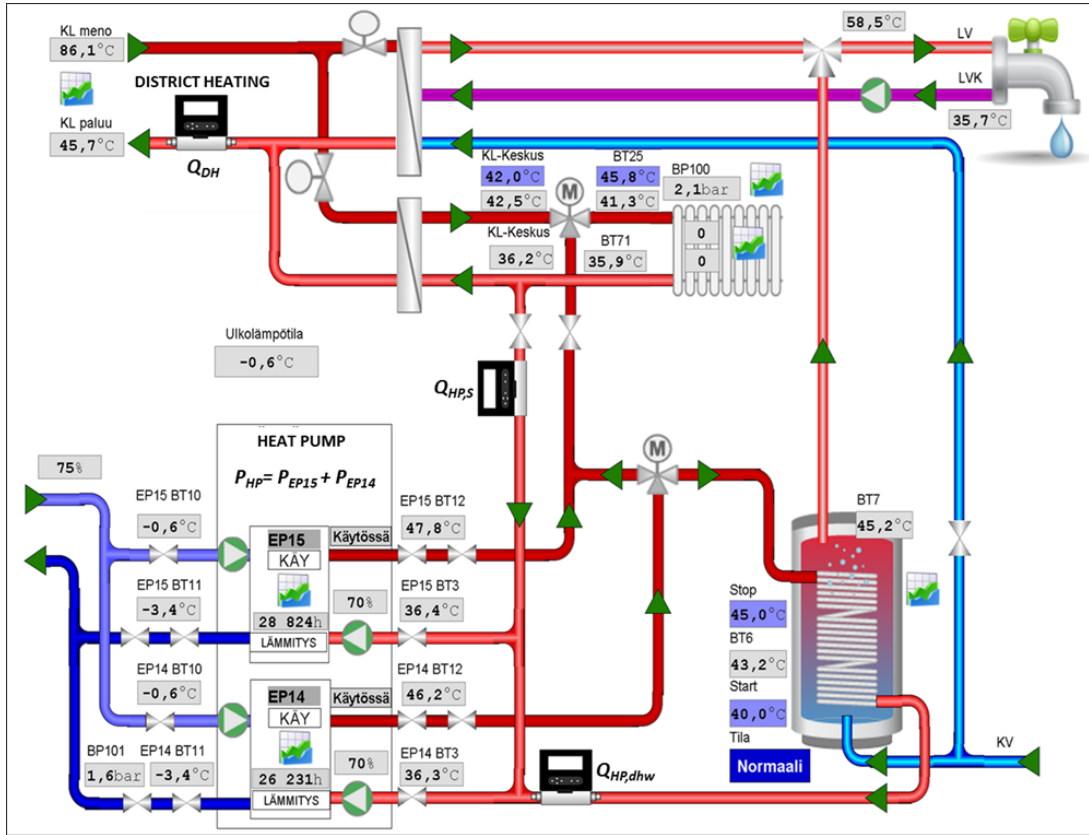 KL meno
86,1°C
58,5°C
LV
DISTRICT HEATING
LVK
35,7°C
KL paluu
45,7°C
Q_DH
KL-Keskus
42,0°C
42,5°C
BT25
45,8°C
41,3°C
BP100
2,1bar
M
KL-Keskus
36,2°C
BT71
35,9°C
0
0
Ulkolämpötila
-0,6°C
Q_HP,S
HEAT PUMP
P_HP= P_EP15 + P_EP14
M
75%
EP15 BT10
-0,6°C
EP15
KÄY
Käytössä
EP15 BT12
47,8°C
BT7
45,2°C
EP15 BT11
-3,4°C
28 824h
LÄMMITYS
70%
EP15 BT3
36,4°C
Stop
45,0°C
BT6
43,2°C
Start
40,0°C
Tila
Normaali
EP14 BT10
-0,6°C
EP14
KÄY
Käytössä
EP14 BT12
46,2°C
BP101
1,6bar
EP14 BT11
-3,4°C
26 231h
LÄMMITYS
70%
EP14 BT3
36,3°C
Q_HP,dhw
KV